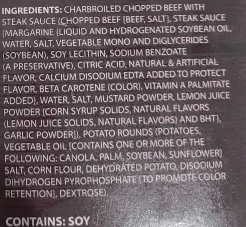 INGREDIENTS: CHARBROILED CHOPPED BEEF WITH
STEAK SAUCE (CHOPPED BEEF [BEEF, SALT], STEAK SAUCE
[MARGARINE (LIQUID AND HYDROGENATED SOYBEAN OIL,
WATER, SALT, VEGETABLE MONO AND DIGLYCERIDES
(SOYBEAN), SOY LECITHIN, SODIUM BENZOATE
(A PRESERVATIVE), CITRIC ACID, NATURAL & ARTIFICIAL
FLAVOR, CALCIUM DISODIUM EDTA ADDED TO PROTECT
FLAVOR, BETA CAROTENE (COLOR), VITAMIN A PALMITATE
ADDED), WATER, SALT, MUSTARD POWDER, LEMON JUICE
POWDER [CORN SYRUP SOLIDS, NATURAL FLAVORS
(LEMON JUICE SOLIDS, NATURAL FLAVORS) AND BHT],
GARLIC POWDER]), POTATO ROUNDS (POTATOES,
VEGETABLE OIL [CONTAINS ONE OR MORE OF THE
FOLLOWING: CANOLA, PALM, SOYBEAN, SUNFLOWER]
SALT, CORN FLOUR, DEHYDRATED POTATO, DISODIUM
DIHYDROGEN PYROPHOSPHATE [TO PROMOTE COLOR
RETENTION], DEXTROSE).
CONTAINS: SOY